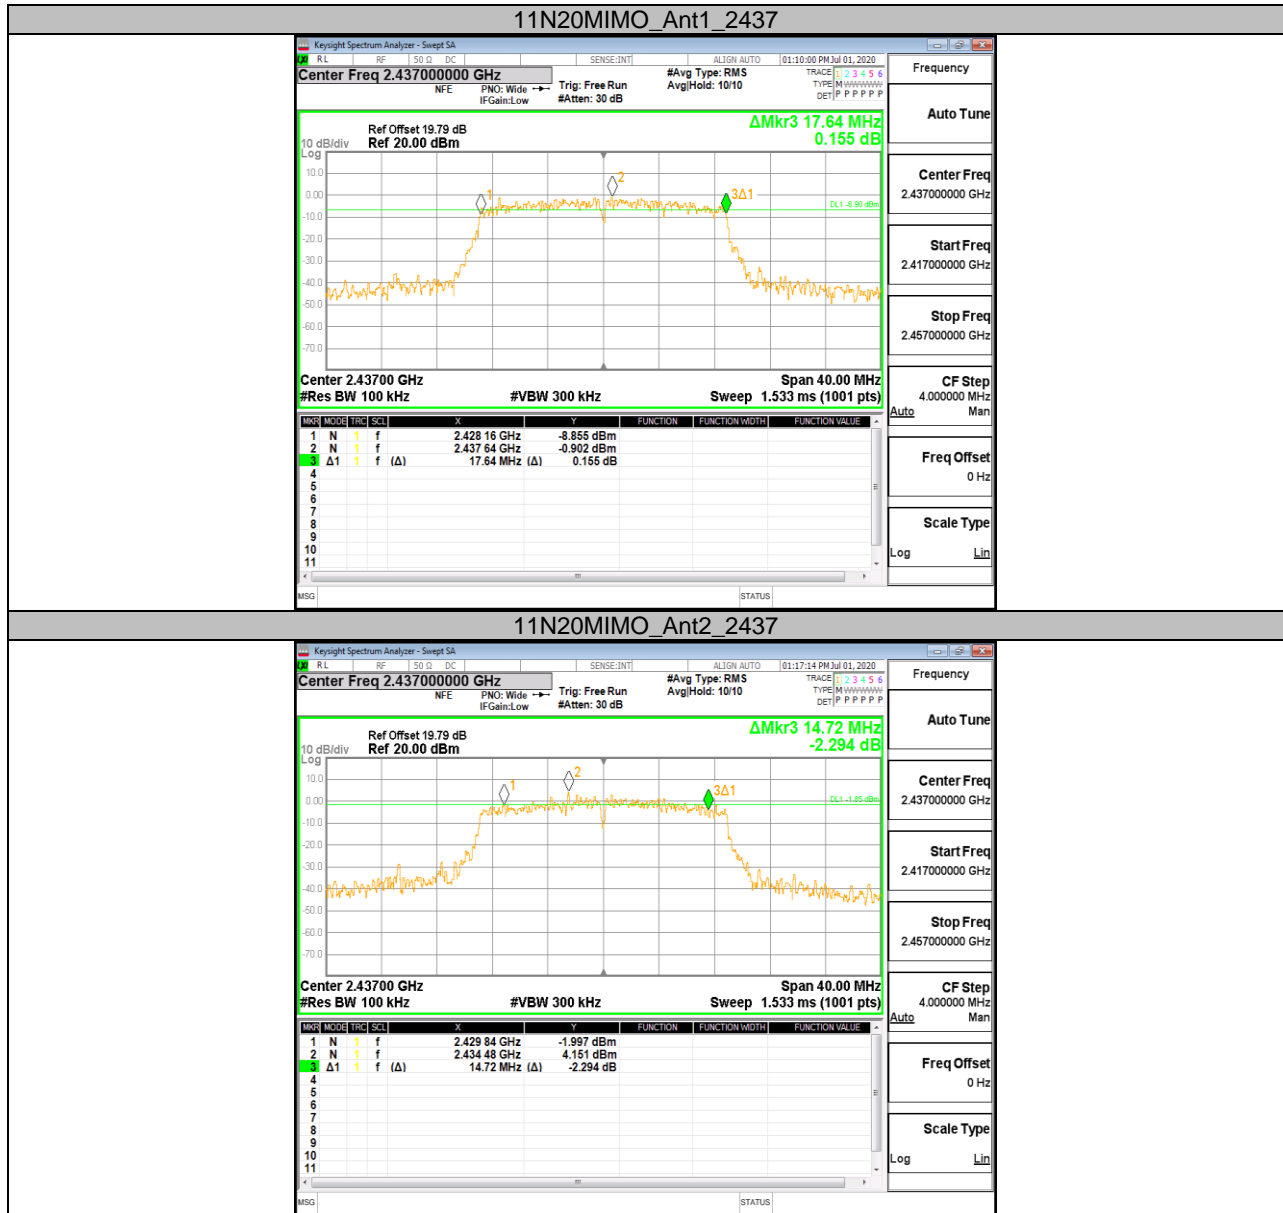 11N20MIMO_Ant1_2437
Keysight Spectrum Analyzer - Swept SA
LXI RL RF 50 Ω DC SENSE:INT ALIGN AUTO 01:10:00 PM Jul 01, 2020
Center Freq 2.437000000 GHz #Avg Type: RMS TRACE 1 2 3 4 5 6 Frequency
NFE PNO: Wide Trig: Free Run Avg|Hold: 10/10 TYPE M WWWWW
IFGain:Low #Atten: 30 dB DET P P P P P P
Auto Tune
ΔMkr3 17.64 MHz
0.155 dB
Ref Offset 19.79 dB
10 dB/div Ref 20.00 dBm
Log
10.0
0.00
-10.0
-20.0
-30.0
-40.0
-50.0
-60.0
-70.0
1
2
3Δ1
DL1 -6.90 dBm
Center Freq
2.437000000 GHz
Start Freq
2.417000000 GHz
Stop Freq
2.457000000 GHz
Center 2.43700 GHz Span 40.00 MHz
#Res BW 100 kHz #VBW 300 kHz Sweep 1.533 ms (1001 pts)
CF Step
4.000000 MHz
Auto Man
MKR MODE TRC SCL X Y FUNCTION FUNCTION WIDTH FUNCTION VALUE
1 N 1 f 2.428 16 GHz -8.855 dBm
2 N 1 f 2.437 64 GHz -0.902 dBm
3 Δ1 1 f (Δ) 17.64 MHz (Δ) 0.155 dB
4
5
6
7
8
9
10
11
Freq Offset
0 Hz
Scale Type
Log Lin
MSG STATUS
11N20MIMO_Ant2_2437
Keysight Spectrum Analyzer - Swept SA
LXI RL RF 50 Ω DC SENSE:INT ALIGN AUTO 01:17:14 PM Jul 01, 2020
Center Freq 2.437000000 GHz #Avg Type: RMS TRACE 1 2 3 4 5 6 Frequency
NFE PNO: Wide Trig: Free Run Avg|Hold: 10/10 TYPE M WWWWW
IFGain:Low #Atten: 30 dB DET P P P P P P
Auto Tune
ΔMkr3 14.72 MHz
-2.294 dB
Ref Offset 19.79 dB
10 dB/div Ref 20.00 dBm
Log
10.0
0.00
-10.0
-20.0
-30.0
-40.0
-50.0
-60.0
-70.0
1
2
3Δ1
DL1 -1.85 dBm
Center Freq
2.437000000 GHz
Start Freq
2.417000000 GHz
Stop Freq
2.457000000 GHz
Center 2.43700 GHz Span 40.00 MHz
#Res BW 100 kHz #VBW 300 kHz Sweep 1.533 ms (1001 pts)
CF Step
4.000000 MHz
Auto Man
MKR MODE TRC SCL X Y FUNCTION FUNCTION WIDTH FUNCTION VALUE
1 N 1 f 2.429 84 GHz -1.997 dBm
2 N 1 f 2.434 48 GHz 4.151 dBm
3 Δ1 1 f (Δ) 14.72 MHz (Δ) -2.294 dB
4
5
6
7
8
9
10
11
Freq Offset
0 Hz
Scale Type
Log Lin
MSG STATUS